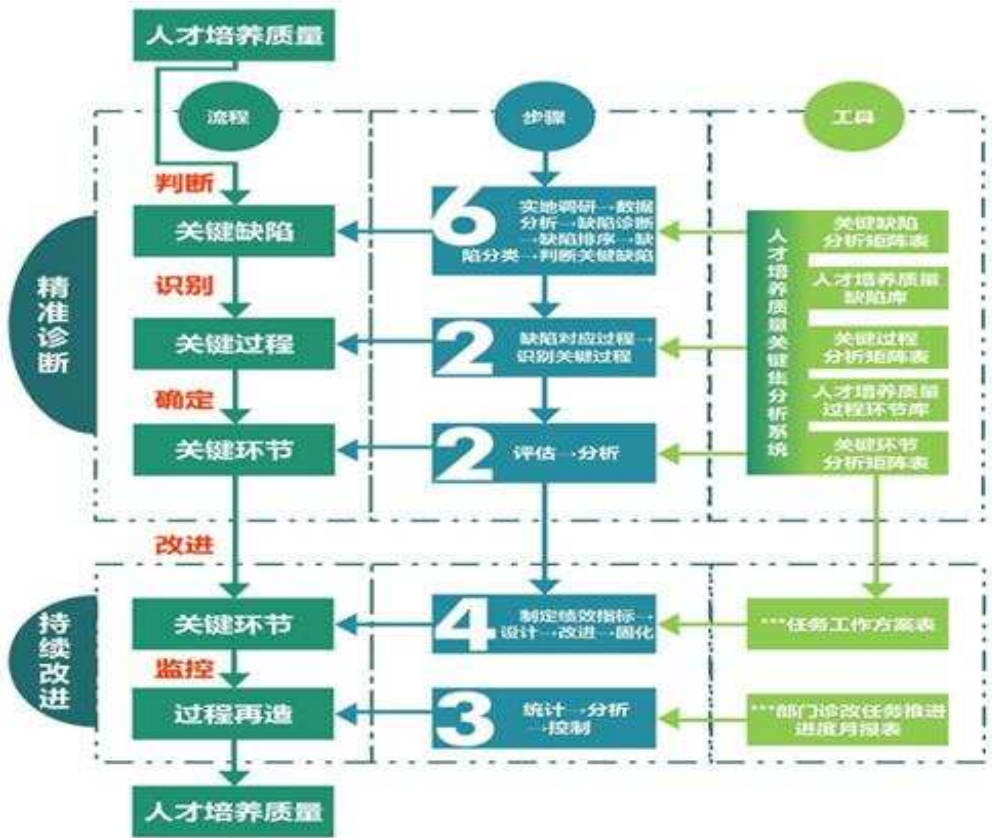 人才培养质量
流程
步骤
工具
判断
关键缺陷
6
实地调研→数据
分析→缺陷诊断
→缺陷排序→缺
陷分类→判断关键缺陷
关键缺陷
分析矩阵表
人才培养质量
缺陷库
关键过程
分析矩阵表
人才培养质量
过程环节库
关键环节
分析矩阵表
人才培养质量关键集分析系统
精准诊断
识别
关键过程
2
缺陷对应过程→
识别关键过程
确定
关键环节
2
评估→分析
改进
持续改进
关键环节
4
制定绩效指标→
设计→改进→固化
***任务工作方案表
监控
过程再造
3
统计→分析
→控制
***部门诊改任务推进
进度月报表
人才培养质量